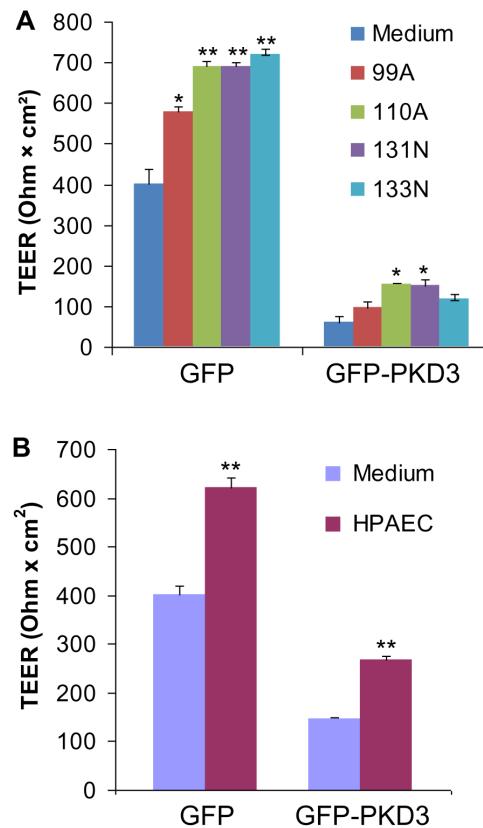 A
TEER (Ohm × cm²)
800
700
600
500
400
300
200
100
0
* ** ** **
* *
Medium
99A
110A
131N
133N
GFP GFP-PKD3
B
TEER (Ohm x cm²)
700
600
500
400
300
200
100
0
**
**
Medium
HPAEC
GFP GFP-PKD3